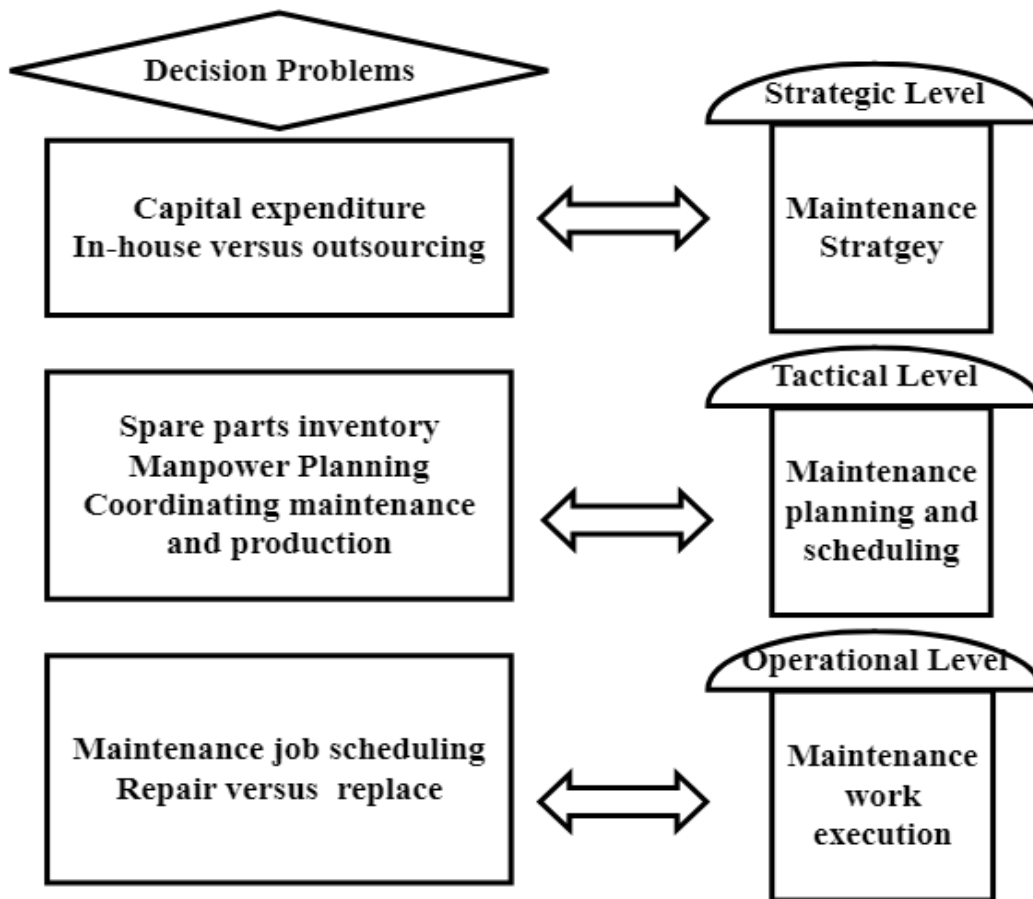 Decision Problems
Strategic Level
Capital expenditure
In-house versus outsourcing
Maintenance
Stratgey
Tactical Level
Spare parts inventory
Manpower Planning
Coordinating maintenance
and production
Maintenance
planning and
scheduling
Operational Level
Maintenance job scheduling
Repair versus replace
Maintenance
work
execution